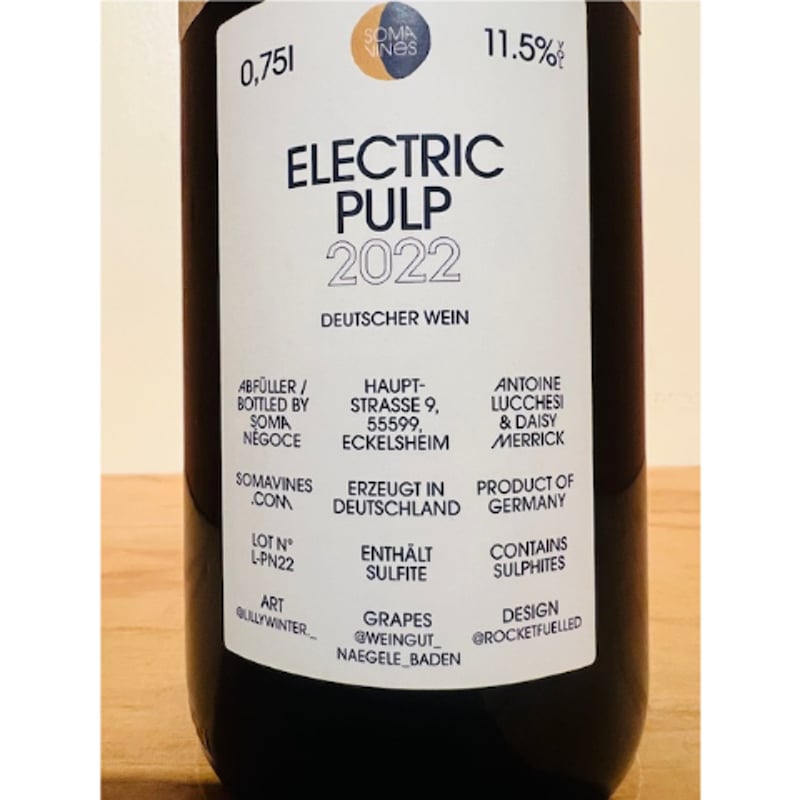 0,75l
SOMA
VINES
11.5% VOL
ELECTRIC
PULP
2022
DEUTSCHER WEIN
ABFÜLLER /
BOTTLED BY
SOMA
NÉGOCE
HAUPT-
STRASSE 9,
55599,
ECKELSHEIM
ANTOINE
LUCCHESI
& DAISY
MERRICK
SOMAVINES
.COM
ERZEUGT IN
DEUTSCHLAND
PRODUCT OF
GERMANY
LOT N°
L-PN22
ENTHÄLT
SULFITE
CONTAINS
SULPHITES
ART
@LILLYWINTER._
GRAPES
@WEINGUT_
NAEGELE_BADEN
DESIGN
@ROCKETFUELLED